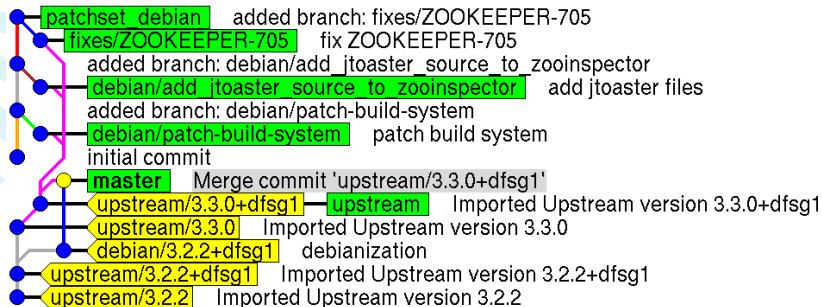 patchset_debian added branch: fixes/ZOOKEEPER-705
fixes/ZOOKEEPER-705 fix ZOOKEEPER-705
added branch: debian/add_jtoaster_source_to_zooinspector
debian/add_jtoaster_source_to_zooinspector add jtoaster files
added branch: debian/patch-build-system
debian/patch-build-system patch build system
initial commit
master Merge commit 'upstream/3.3.0+dfsg1'
upstream/3.3.0+dfsg1 upstream Imported Upstream version 3.3.0+dfsg1
upstream/3.3.0 Imported Upstream version 3.3.0
debian/3.2.2+dfsg1 debianization
upstream/3.2.2+dfsg1 Imported Upstream version 3.2.2+dfsg1
upstream/3.2.2 Imported Upstream version 3.2.2